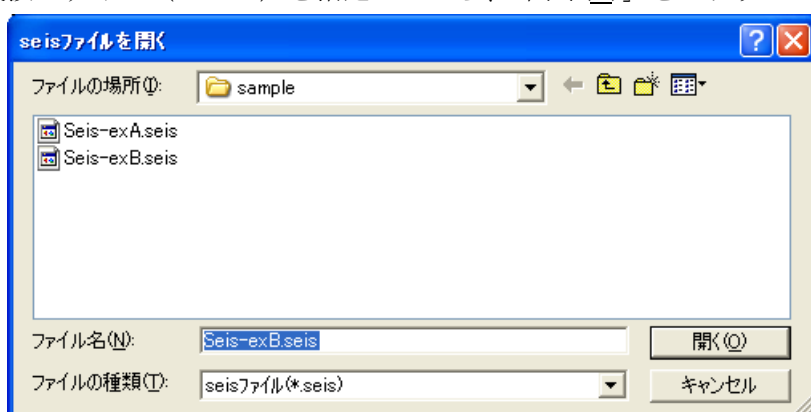 seisファイルを開く
ファイルの場所(I):
sample
Seis-exA.seis
Seis-exB.seis
ファイル名(N):
Seis-exB.seis
開く(O)
ファイルの種類(T):
seisファイル(*.seis)
キャンセル